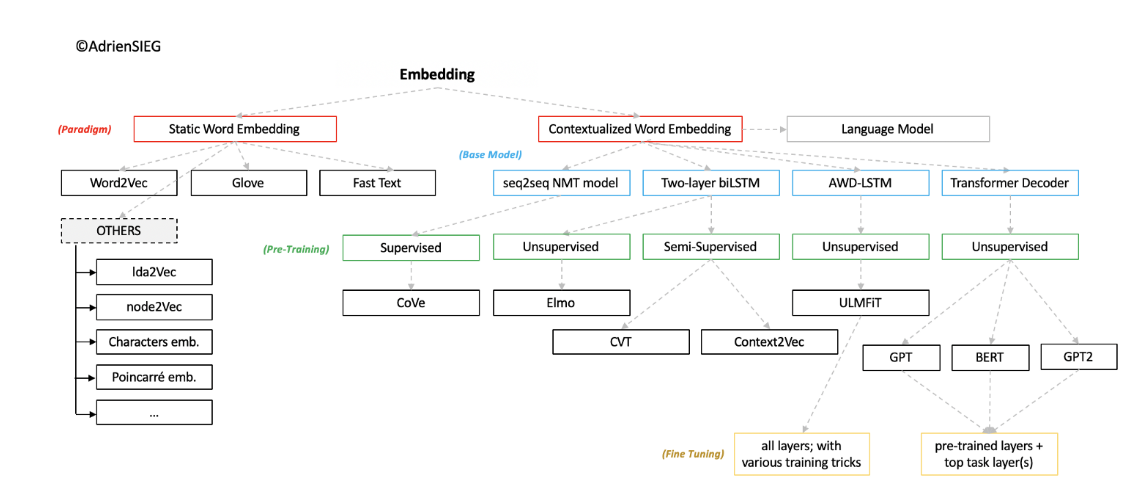 ©AdrienSIEG
Embedding
(Paradigm)
Static Word Embedding
Contextualized Word Embedding
Language Model
(Base Model)
Word2Vec
Glove
Fast Text
seq2seq NMT model
Two-layer biLSTM
AWD-LSTM
Transformer Decoder
OTHERS
(Pre-Training)
Supervised
Unsupervised
Semi-Supervised
Unsupervised
Unsupervised
lda2Vec
node2Vec
Characters emb.
Poincarré emb.
...
CoVe
Elmo
ULMFiT
CVT
Context2Vec
GPT
BERT
GPT2
(Fine Tuning)
all layers; with
various training tricks
pre-trained layers +
top task layer(s)